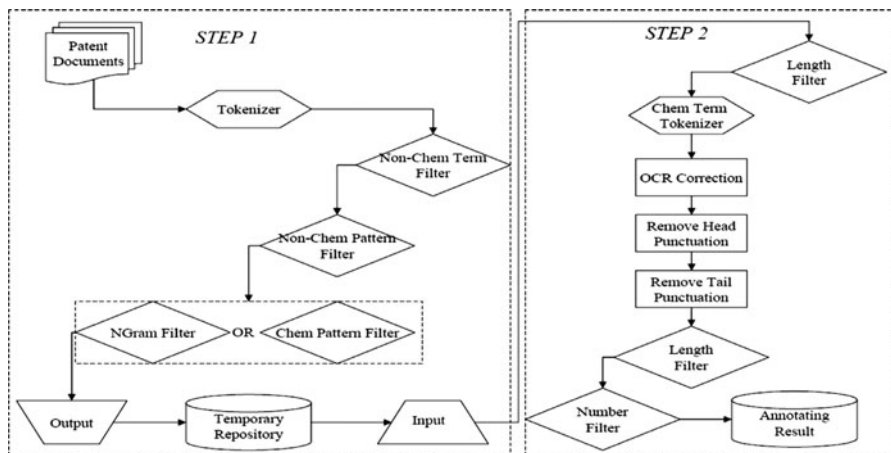 STEP 1
Patent
Documents
Tokenizer
Non-Chem Term
Filter
Non-Chem Pattern
Filter
NGram Filter
OR
Chem Pattern Filter
Output
Temporary
Repository
Input
STEP 2
Length
Filter
Chem Term
Tokenizer
OCR Correction
Remove Head
Punctuation
Remove Tail
Punctuation
Length
Filter
Number
Filter
Annotating
Result